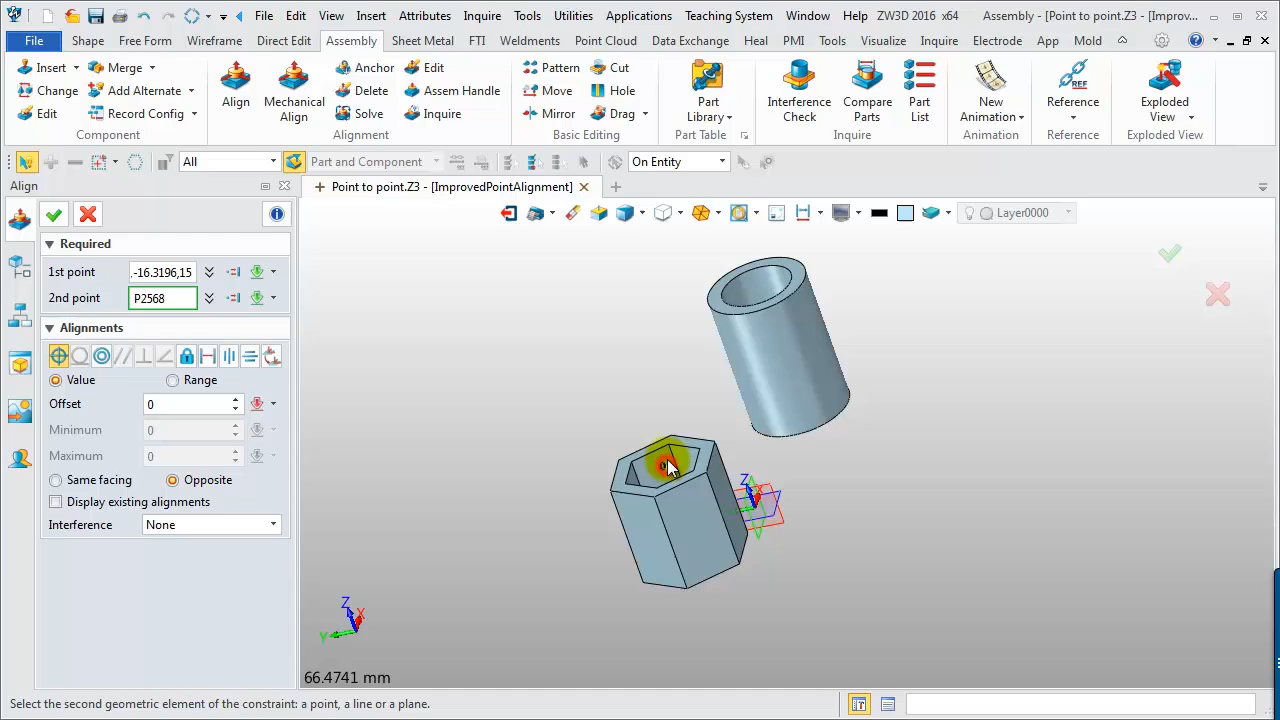 File Edit View Insert Attributes Inquire Tools Utilities Applications Teaching System Window Help ZW3D 2016 x64 Assembly - [Point to point.Z3 - [Improv...
File Shape Free Form Wireframe Direct Edit Assembly Sheet Metal FTI Weldments Point Cloud Data Exchange Heal PMI Tools Visualize Inquire Electrode App Mold
Insert Merge Anchor Edit Pattern Cut
Change Add Alternate Align Mechanical Align Assem Handle Move Hole Part Library Interference Check Compare Parts Part List New Animation Reference Exploded View
Edit Record Config Solve Inquire Mirror Drag
Component Alignment Basic Editing Part Table Inquire Animation Reference Exploded View
All Part and Component On Entity
Align Point to point.Z3 - [ImprovedPointAlignment]
Layer0000
Required
1st point .-16.3196,15
2nd point P2568
Alignments
Value Range
Offset 0
Minimum 0
Maximum 0
Same facing Opposite
Display existing alignments
Interference None
Z
X
Z
X
Y
66.4741 mm
Select the second geometric element of the constraint: a point, a line or a plane.